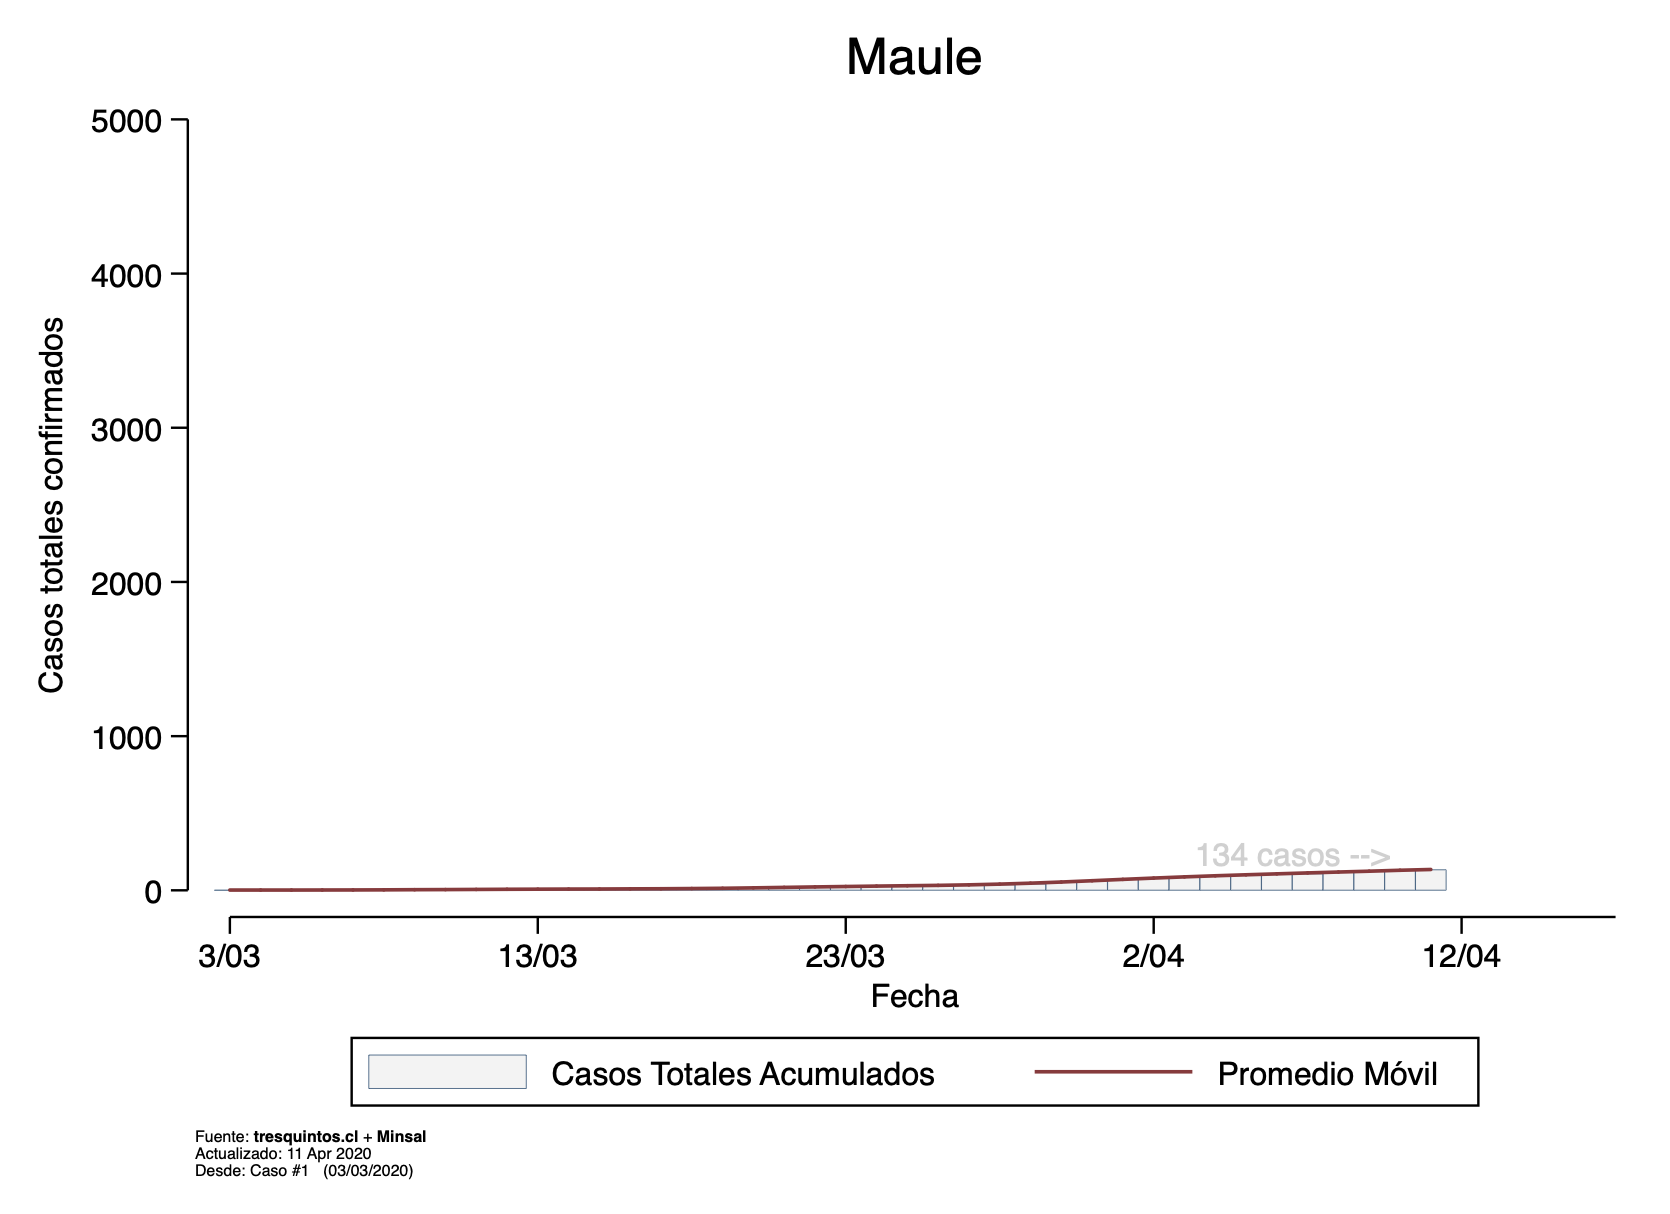 Maule
5000
4000
3000
2000
1000
0
Casos totales confirmados
134 casos -->
3/03 13/03 23/03 2/04 12/04
Fecha
Casos Totales Acumulados Promedio Móvil
Fuente: tresquintos.cl + Minsal
Actualizado: 11 Apr 2020
Desde: Caso #1 (03/03/2020)